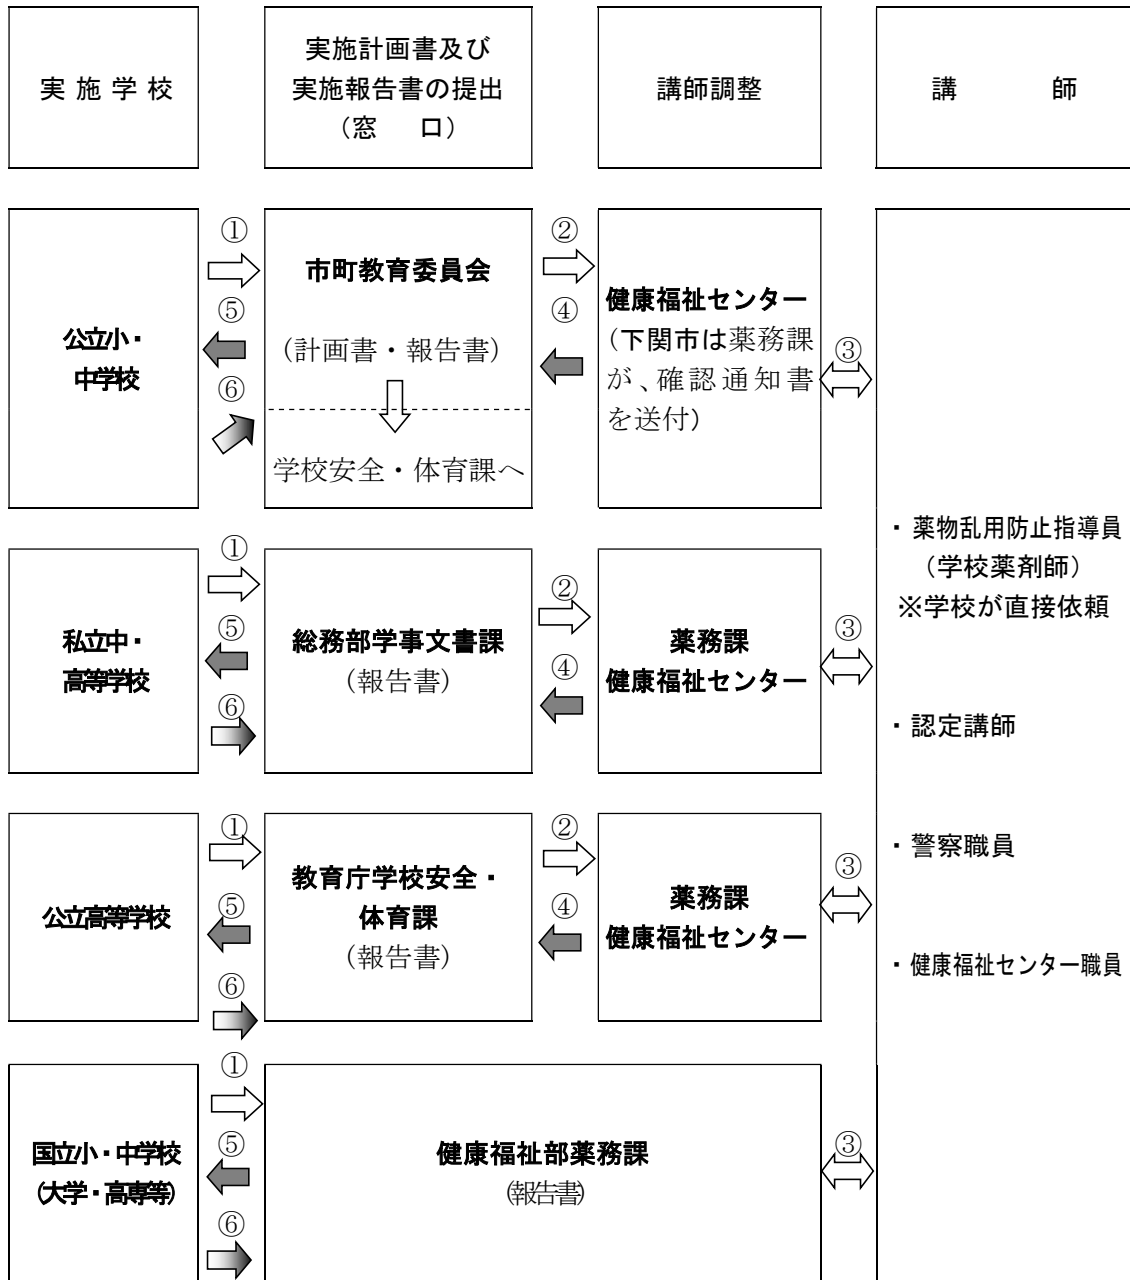 実 施 学 校
実施計画書及び
実施報告書の提出
（窓　　口）
講師調整
講　　　師
①
②
市町教育委員会
健康福祉センター
⑤
④
公立小・
中学校
（計画書・報告書）
（下関市は薬務課
が、確認通知書
を送付）
③
⑥
学校安全・体育課へ
・薬物乱用防止指導員
（学校薬剤師）
※学校が直接依頼
・認定講師
・警察職員
・健康福祉センター職員
①
②
⑤
④
私立中・
高等学校
総務部学事文書課
（報告書）
薬務課
健康福祉センター
③
⑥
①
②
教育庁学校安全・
体育課
（報告書）
公立高等学校
⑤
④
薬務課
健康福祉センター
③
⑥
①
国立小・中学校
（大学・高専等）
⑤
健康福祉部薬務課
（報告書）
③
⑥